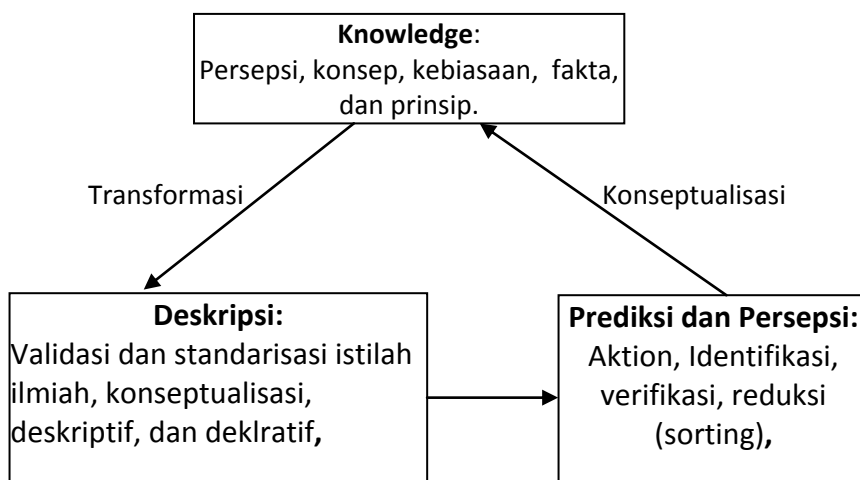 Knowledge:
Persepsi, konsep, kebiasaan, fakta,
dan prinsip.
Transformasi
Konseptualisasi
Deskripsi:
Validasi dan standarisasi istilah
ilmiah, konseptualisasi,
deskriptif, dan deklratif,
Prediksi dan Persepsi:
Aktion, Identifikasi,
verifikasi, reduksi
(sorting),